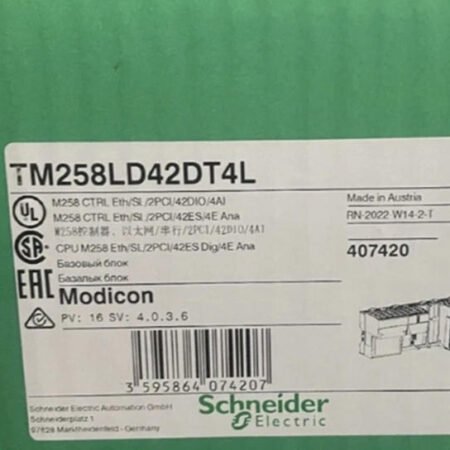 TM258LD42DT4L
M258 CTRL Eth/SL/2PCI/42DIO/4AI
M258 CTRL Eth/SL/2PCI/42ES/4E Ana
M258控制器、以太网/串行/2PCI/42DIO/4AI
CPU M258 Eth/SL/2PCI/42ES Dig/4E Ana
Базовый блок
Базалык блок
Made in Austria
RN-2022 W14-2-T
407420
UL
SA
EAC
Modicon
PV: 16 SV: 4.0.3.6
3 595864 074207
Schneider Electric Automation GmbH
Schneiderplatz 1
97828 Marktheidenfeld - Germany
Schneider
Electric